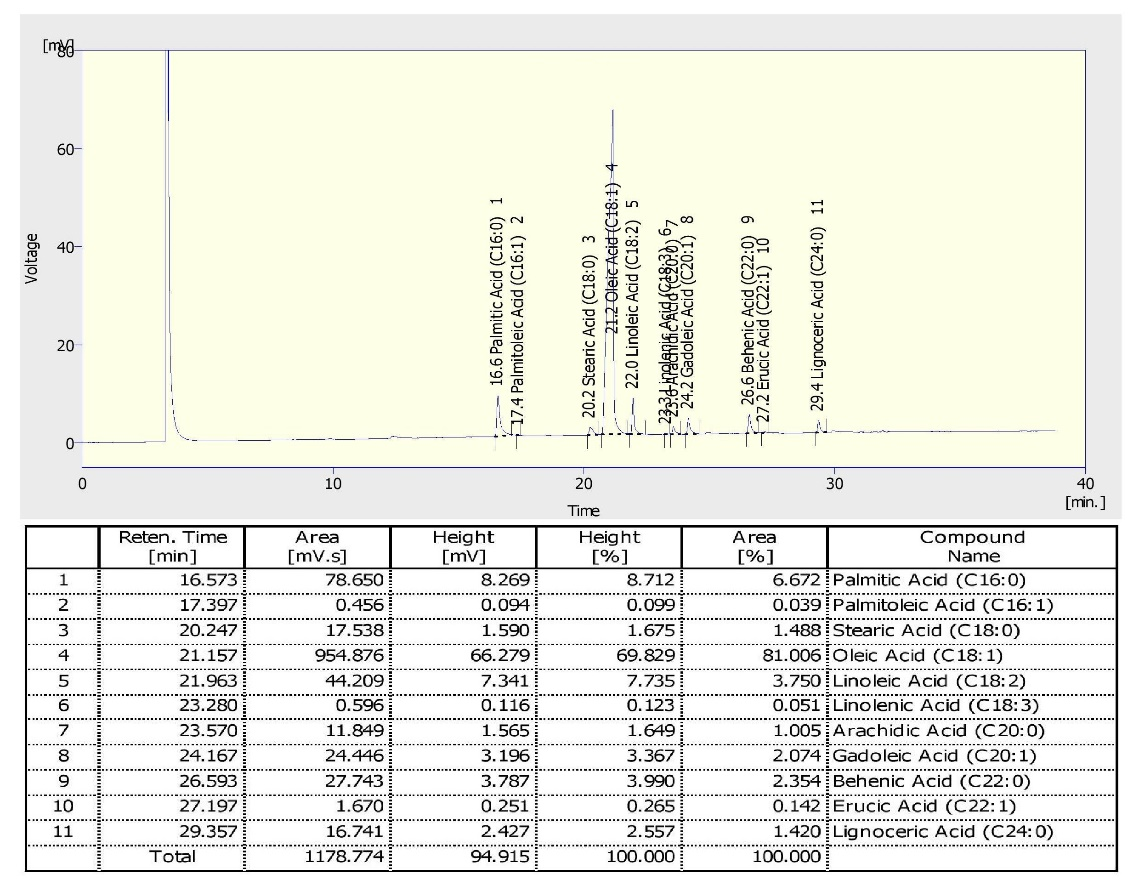 [mV]
80
60
40
20
0
Voltage
16.6 Palmitic Acid (C16:0) 1
17.4 Palmitoleic Acid (C16:1) 2
20.2 Stearic Acid (C18:0) 3
21.2 Oleic Acid (C18:1) 4
22.0 Linoleic Acid (C18:2) 5
23.3 Linolenic Acid (C18:3) 6
23.6 Arachidic Acid (C20:0) 7
24.2 Gadoleic Acid (C20:1) 8
26.6 Behenic Acid (C22:0) 9
27.2 Erucic Acid (C22:1) 10
29.4 Lignoceric Acid (C24:0) 11
0 10 20 30 40
Time [min.]
Reten. Time Area Height Height Area Compound
[min] [mV.s] [mV] [%] [%] Name
1 16.573 78.650 8.269 8.712 6.672 Palmitic Acid (C16:0)
2 17.397 0.456 0.094 0.099 0.039 Palmitoleic Acid (C16:1)
3 20.247 17.538 1.590 1.675 1.488 Stearic Acid (C18:0)
4 21.157 954.876 66.279 69.829 81.006 Oleic Acid (C18:1)
5 21.963 44.209 7.341 7.735 3.750 Linoleic Acid (C18:2)
6 23.280 0.596 0.116 0.123 0.051 Linolenic Acid (C18:3)
7 23.570 11.849 1.565 1.649 1.005 Arachidic Acid (C20:0)
8 24.167 24.446 3.196 3.367 2.074 Gadoleic Acid (C20:1)
9 26.593 27.743 3.787 3.990 2.354 Behenic Acid (C22:0)
10 27.197 1.670 0.251 0.265 0.142 Erucic Acid (C22:1)
11 29.357 16.741 2.427 2.557 1.420 Lignoceric Acid (C24:0)
Total 1178.774 94.915 100.000 100.000